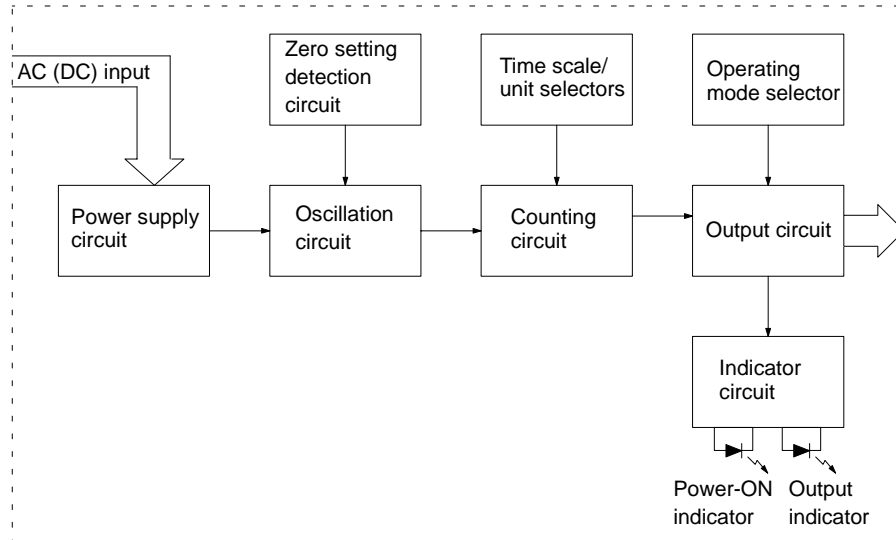 AC (DC) input
Zero setting
detection
circuit
Time scale/
unit selectors
Operating
mode selector
Power supply
circuit
Oscillation
circuit
Counting
circuit
Output circuit
Indicator
circuit
Power-ON
indicator
Output
indicator